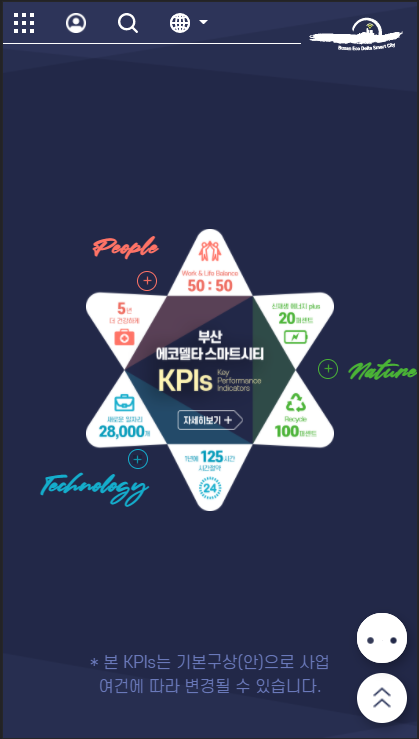 Busan Eco Delta Smart City
People
Work & Life Balance
50 : 50
5년
더 건강하게
신재생 에너지 plus
20퍼센트
부산
에코델타 스마트시티
KPIs Key
Performance
Indicators
Nature
자세히보기
새로운 일자리
28,000개
Recycle
100퍼센트
1년에 125시간
시간절약
24
Technology
* 본 KPIs는 기본구상(안)으로 사업
여건에 따라 변경될 수 있습니다.